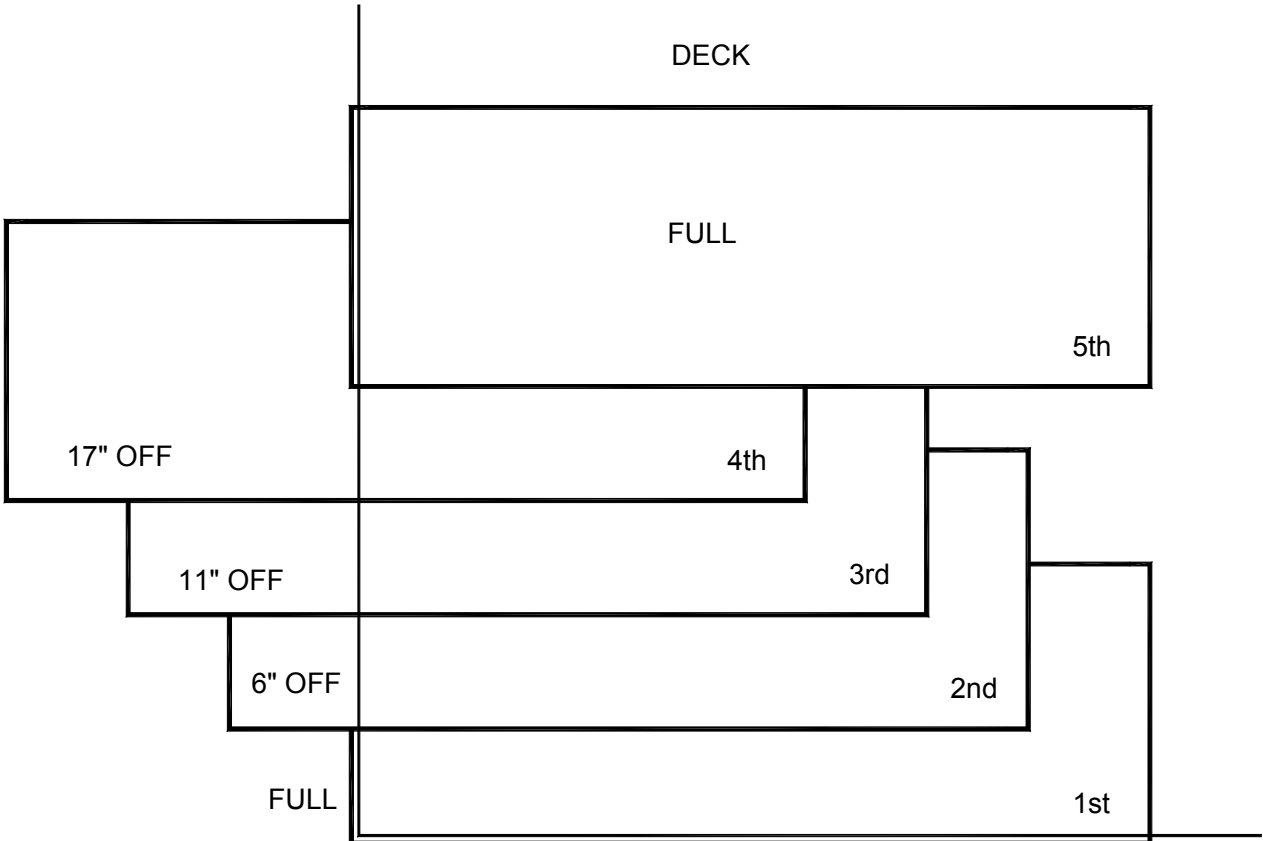 DECK
FULL
5th
17" OFF
4th
11" OFF
3rd
6" OFF
2nd
FULL
1st